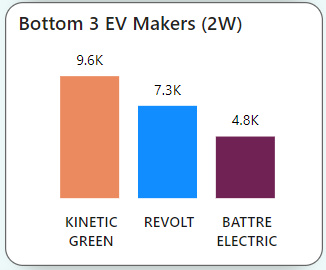 Bottom 3 EV Makers (2W)
9.6K
7.3K
4.8K
KINETIC GREEN
REVOLT
BATTRE ELECTRIC